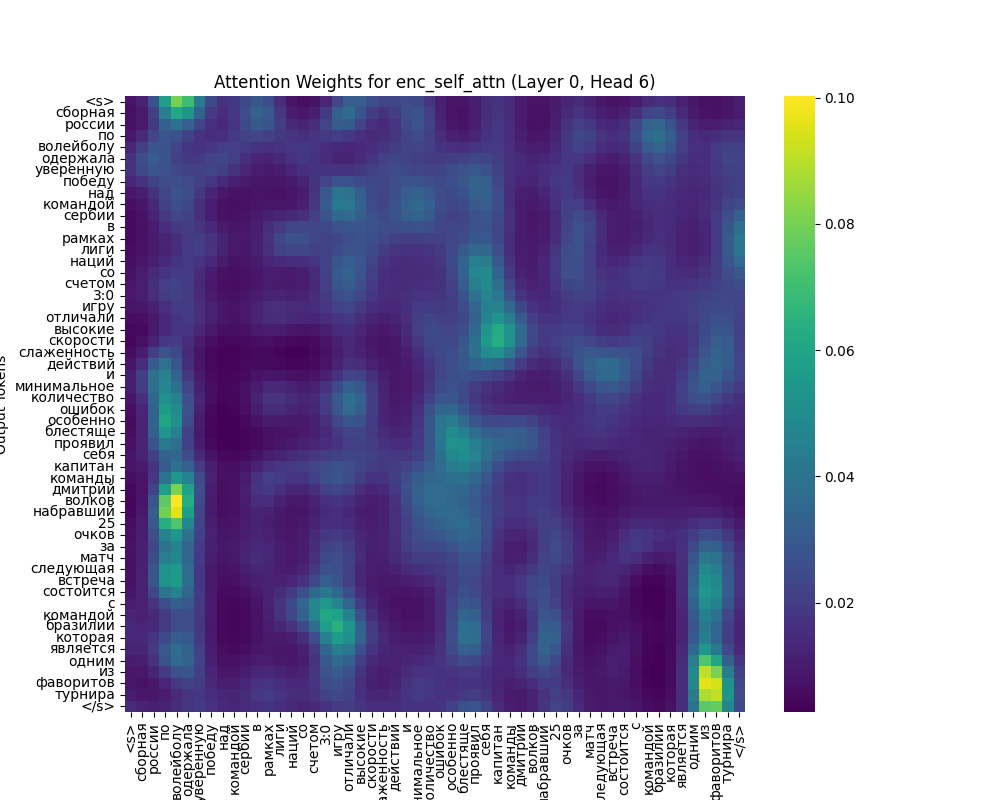 Attention Weights for enc_self_attn (Layer 0, Head 6)
<s>
сборная
россии
по
волейболу
одержала
уверенную
победу
над
командой
сербии
в
рамках
лиги
наций
со
счетом
3:0
игру
отличали
высокие
скорости
слаженность
действий
и
минимальное
количество
ошибок
особенно
блестяще
проявил
себя
капитан
команды
дмитрий
волков
набравший
25
очков
за
матч
следующая
встреча
состоится
с
командой
бразилии
которая
является
одним
из
фаворитов
турнира
</s>
0.10
0.08
0.06
0.04
0.02
<s>
сборная
россии
по
волейболу
одержала
уверенную
победу
над
командой
сербии
в
рамках
лиги
наций
со
счетом
3:0
игру
отличали
высокие
скорости
аженность
действий
и
нимальное
оличество
ошибок
особенно
блестяще
проявил
себя
капитан
команды
дмитрий
волков
абравший
25
очков
за
матч
ледующая
встреча
состоится
с
командой
бразилии
которая
является
одним
из
фаворитов
турнира
</s>